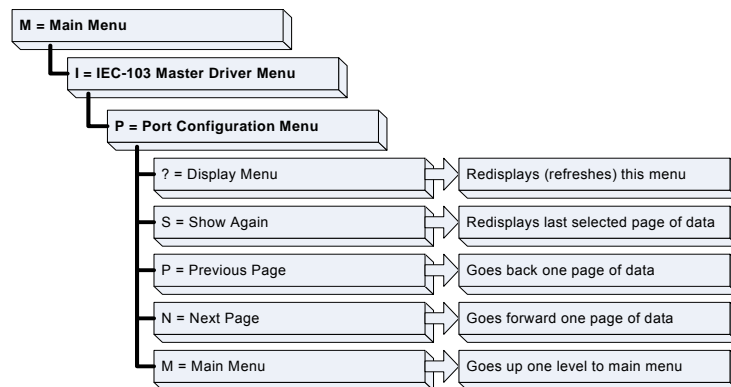 M = Main Menu
I = IEC-103 Master Driver Menu
P = Port Configuration Menu
? = Display Menu
Redisplays (refreshes) this menu
S = Show Again
Redisplays last selected page of data
P = Previous Page
Goes back one page of data
N = Next Page
Goes forward one page of data
M = Main Menu
Goes up one level to main menu